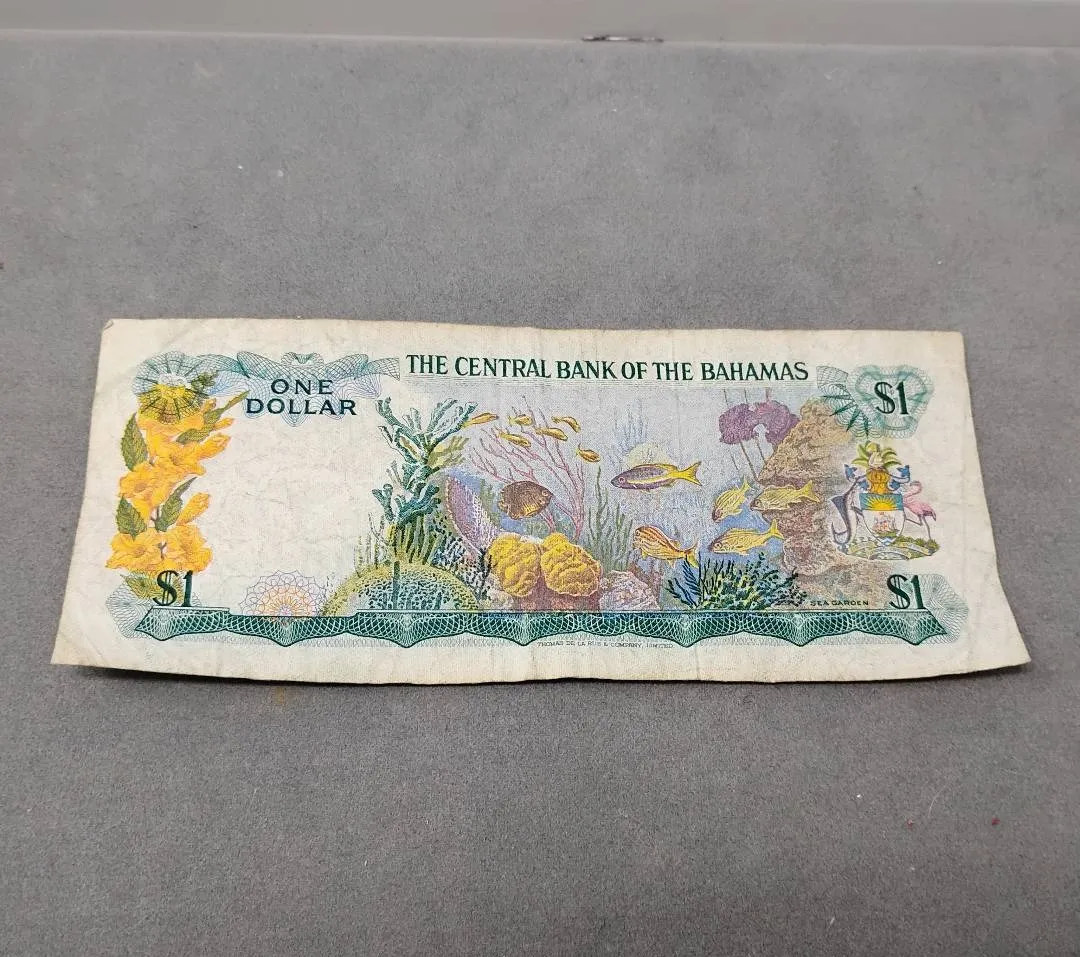 THE CENTRAL BANK OF THE BAHAMAS
ONE
DOLLAR
$1
$1
$1
SEA GARDEN
THOMAS DE LA RUE & COMPANY, LIMITED